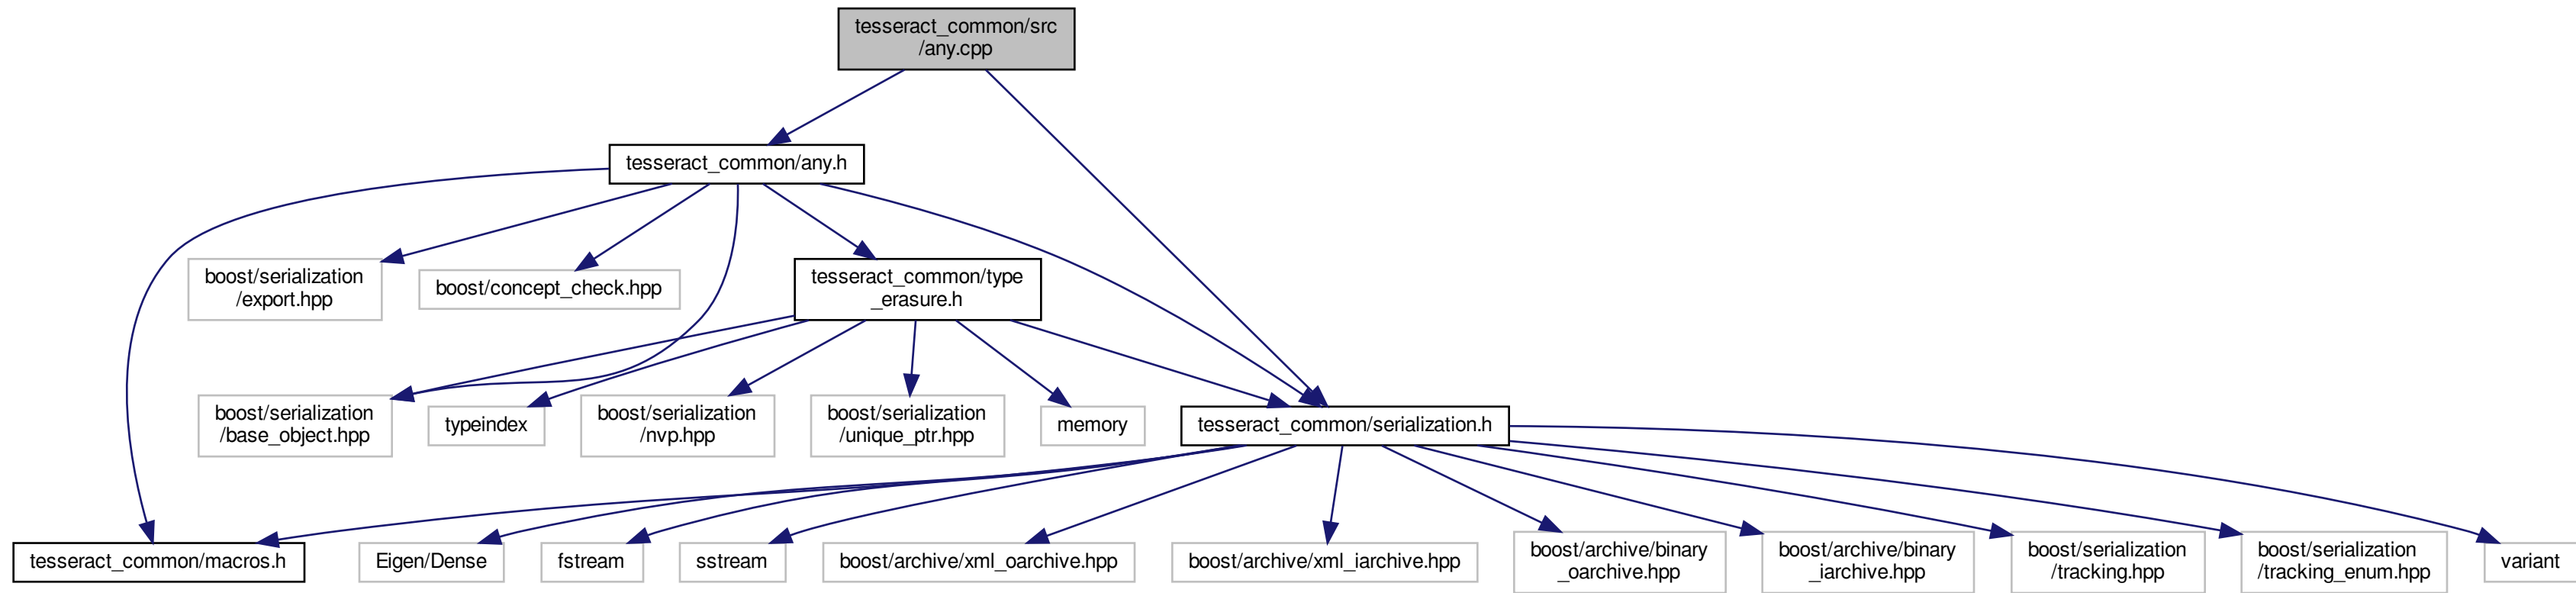 tesseract_common/src
/any.cpp
tesseract_common/any.h
boost/serialization
/export.hpp
boost/concept_check.hpp
tesseract_common/type
_erasure.h
boost/serialization
/base_object.hpp
typeindex
boost/serialization
/nvp.hpp
boost/serialization
/unique_ptr.hpp
memory
tesseract_common/serialization.h
tesseract_common/macros.h
Eigen/Dense
fstream
sstream
boost/archive/xml_oarchive.hpp
boost/archive/xml_iarchive.hpp
boost/archive/binary
_oarchive.hpp
boost/archive/binary
_iarchive.hpp
boost/serialization
/tracking.hpp
boost/serialization
/tracking_enum.hpp
variant